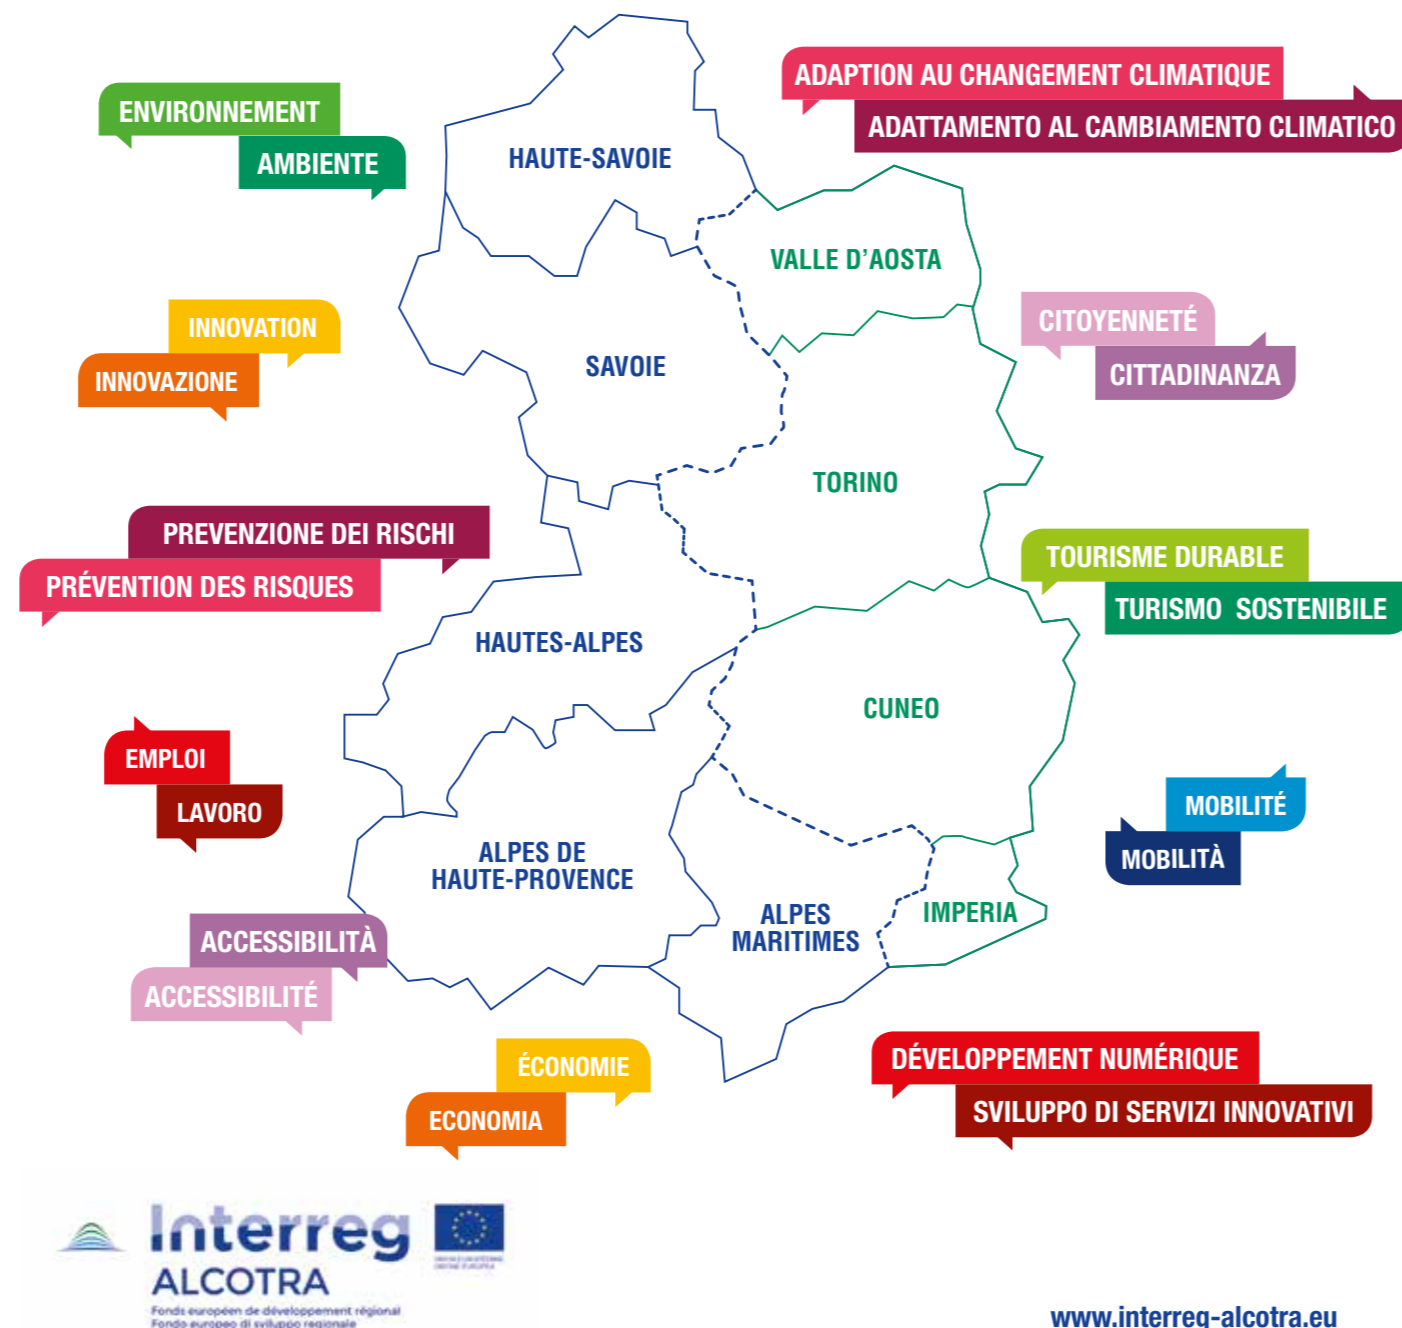 ADAPTION AU CHANGEMENT CLIMATIQUE
ADATTAMENTO AL CAMBIAMENTO CLIMATICO
ENVIRONNEMENT
AMBIENTE
HAUTE-SAVOIE
VALLE D'AOSTA
INNOVATION
INNOVAZIONE
SAVOIE
CITOYENNETÉ
CITTADINANZA
TORINO
PREVENZIONE DEI RISCHI
PRÉVENTION DES RISQUES
TOURISME DURABLE
TURISMO SOSTENIBILE
HAUTES-ALPES
CUNEO
EMPLOI
LAVORO
MOBILITÉ
MOBILITÀ
ALPES DE
HAUTE-PROVENCE
ALPES
MARITIMES
IMPERIA
ACCESSIBILITÀ
ACCESSIBILITÉ
ÉCONOMIE
ECONOMIA
DÉVELOPPEMENT NUMÉRIQUE
SVILUPPO DI SERVIZI INNOVATIVI
Interreg
ALCOTRA
Fonds européen de développement régional
Fondo europeo di sviluppo regionale
www.interreg-alcotra.eu